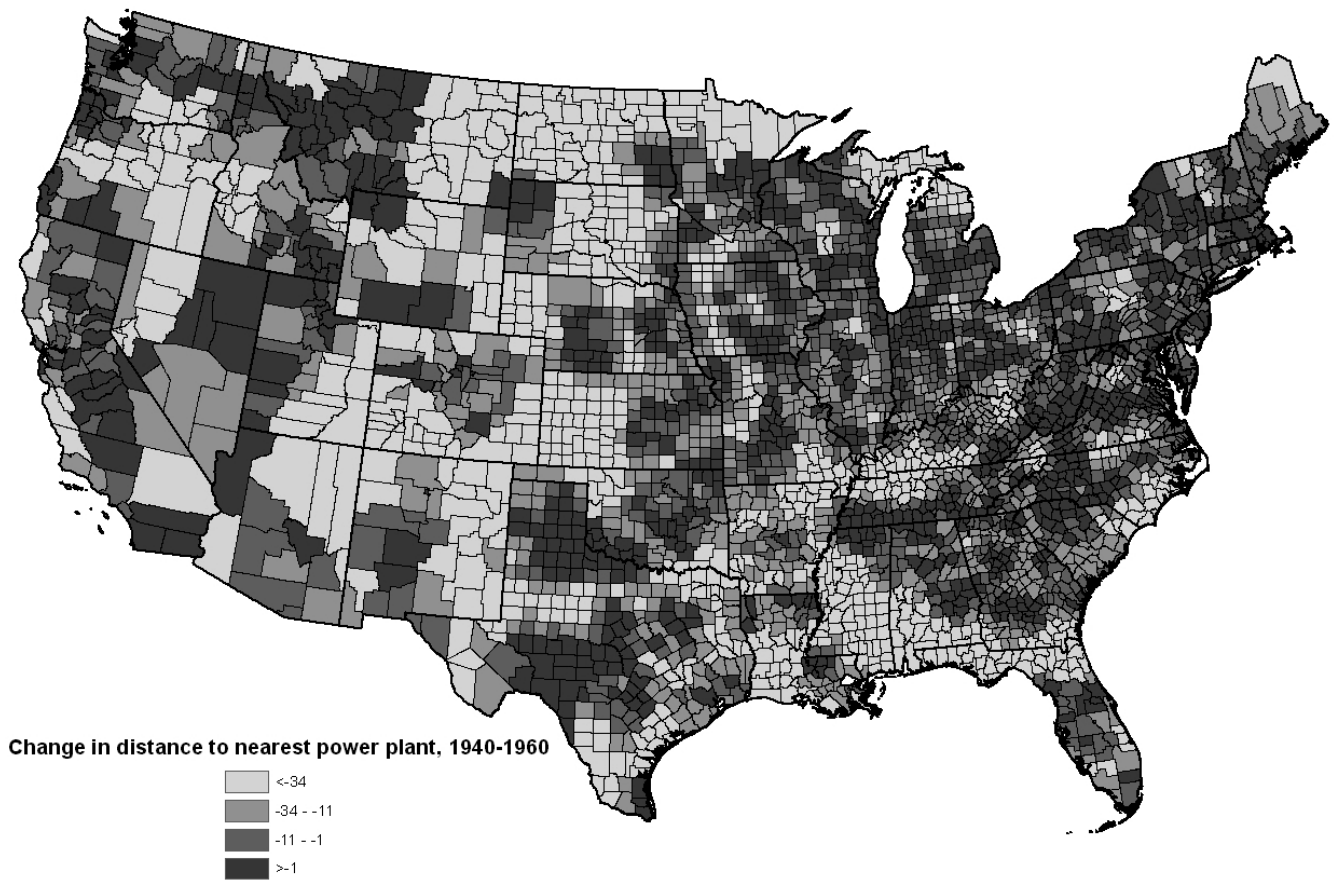 Change in distance to nearest power plant, 1940-1960
<-34
-34 - -11
-11 - -1
>-1